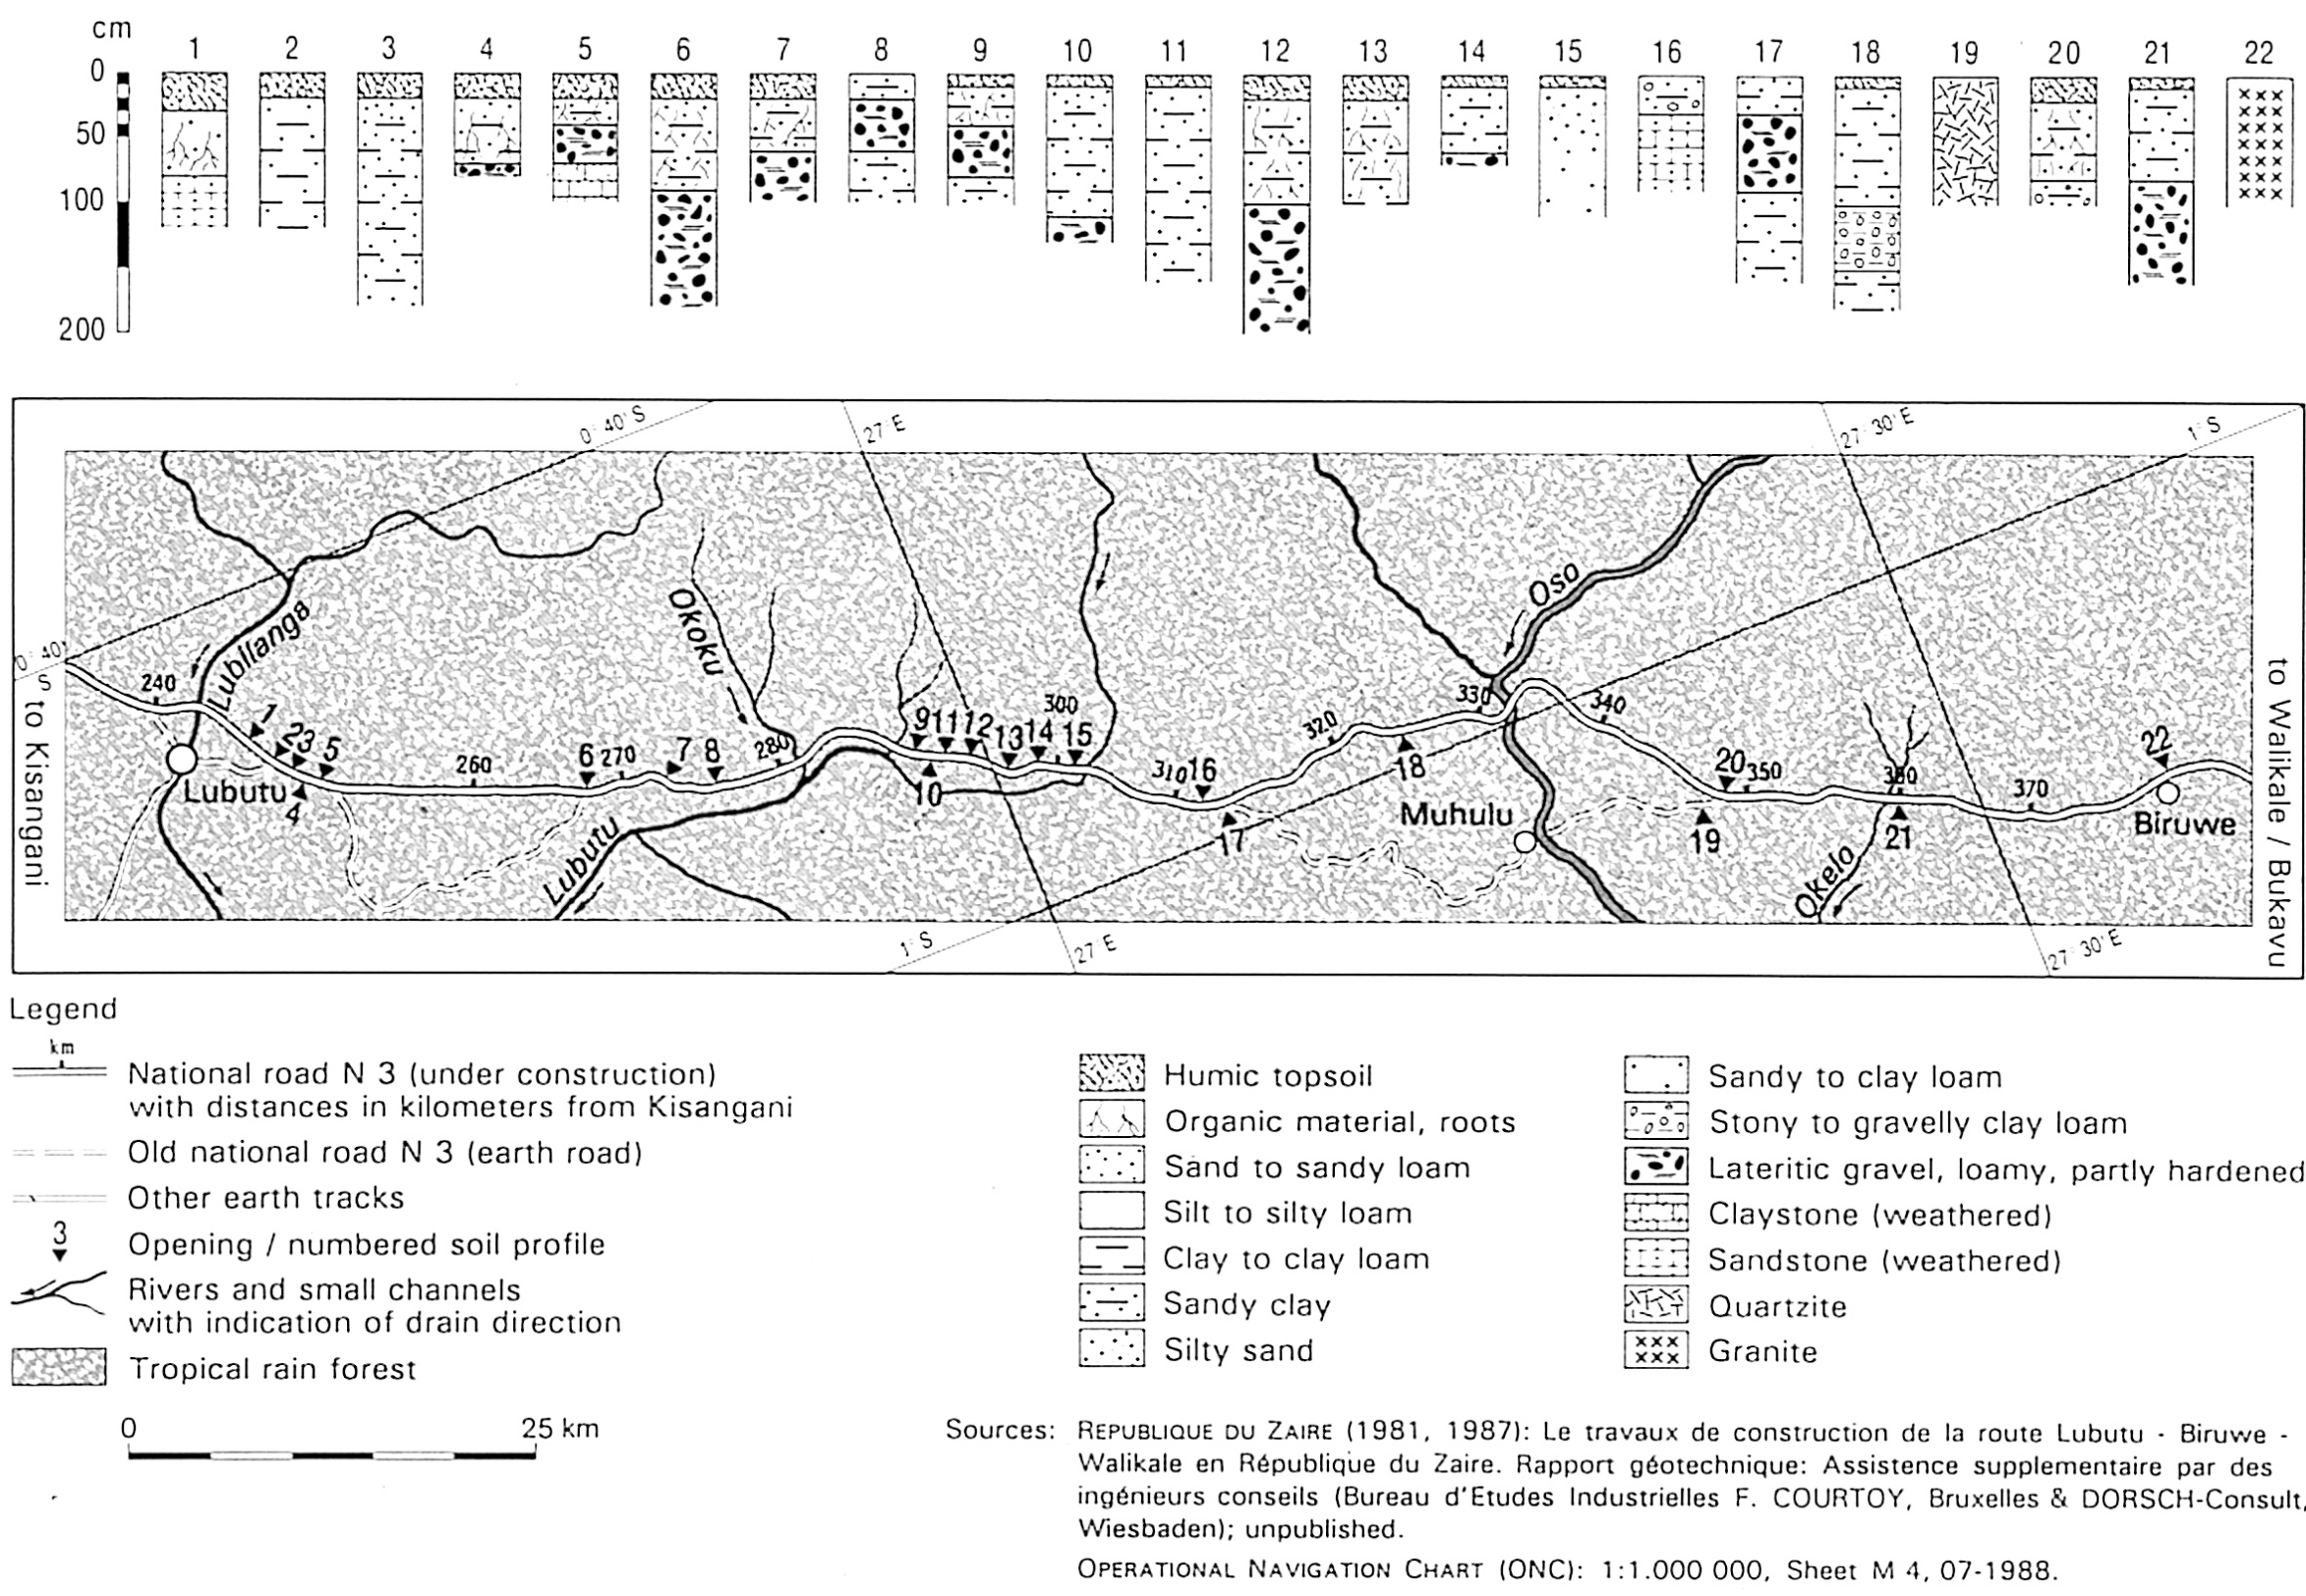 cm
1 2 3 4 5 6 7 8 9 10 11 12 13 14 15 16 17 18 19 20 21 22
0
50
100
200
0° 40' S
27° E
27° 30' E
1° S
Oso
Okoku
Lubilanga
0° 40'
S
240
330
340
300
320
1
23 5
9 11 12
13 14 15
280
6 270 7 8
260
310 16
18
20 350
380
370
22
Lubutu
4
10
Muhulu
17
19
21
Biruwe
Lubutu
Okelo
to Kisangani
to Walikale / Bukavu
1° S
27° E
27° 30' E
Legend
km
National road N 3 (under construction)
with distances in kilometers from Kisangani
Old national road N 3 (earth road)
Other earth tracks
3
Opening / numbered soil profile
Rivers and small channels
with indication of drain direction
Tropical rain forest
0 25 km
Humic topsoil
Organic material, roots
Sand to sandy loam
Silt to silty loam
Clay to clay loam
Sandy clay
Silty sand
Sandy to clay loam
Stony to gravelly clay loam
Lateritic gravel, loamy, partly hardened
Claystone (weathered)
Sandstone (weathered)
Quartzite
Granite
Sources: REPUBLIQUE DU ZAIRE (1981, 1987): Le travaux de construction de la route Lubutu - Biruwe -
Walikale en République du Zaire. Rapport géotechnique: Assistence supplementaire par des
ingénieurs conseils (Bureau d'Etudes Industrielles F. COURTOY, Bruxelles & DORSCH-Consult,
Wiesbaden); unpublished.
OPERATIONAL NAVIGATION CHART (ONC): 1:1.000 000, Sheet M 4, 07-1988.